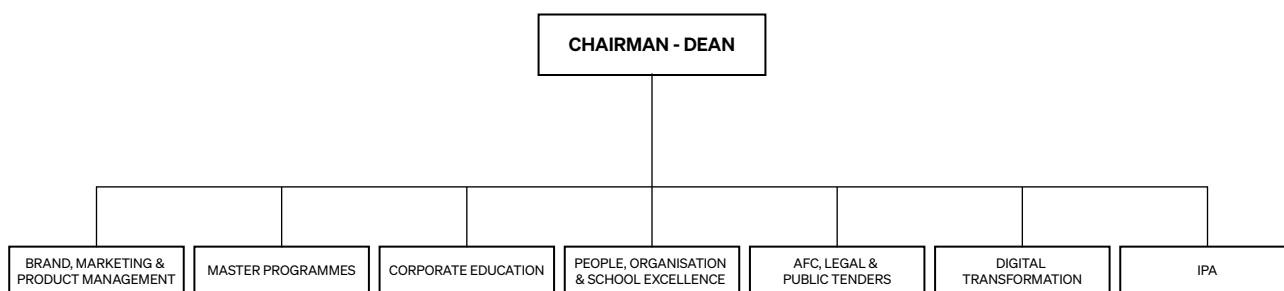 CHAIRMAN - DEAN
BRAND, MARKETING &
PRODUCT MANAGEMENT
MASTER PROGRAMMES
CORPORATE EDUCATION
PEOPLE, ORGANISATION
& SCHOOL EXCELLENCE
AFC, LEGAL &
PUBLIC TENDERS
DIGITAL
TRANSFORMATION
IPA